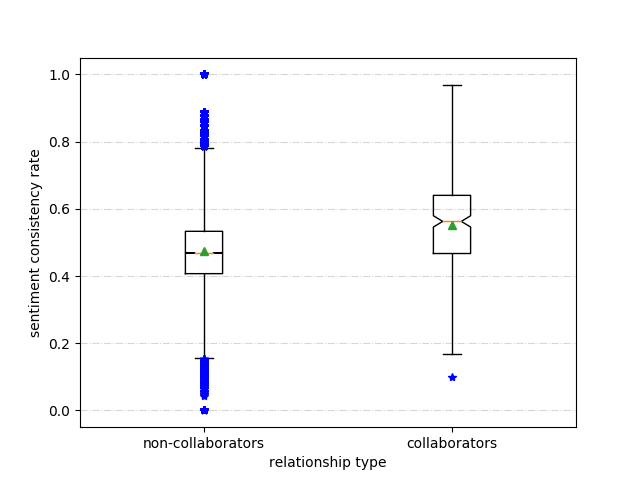 1.0
0.8
0.6
0.4
0.2
0.0
sentiment consistency rate
non-collaborators
collaborators
relationship type